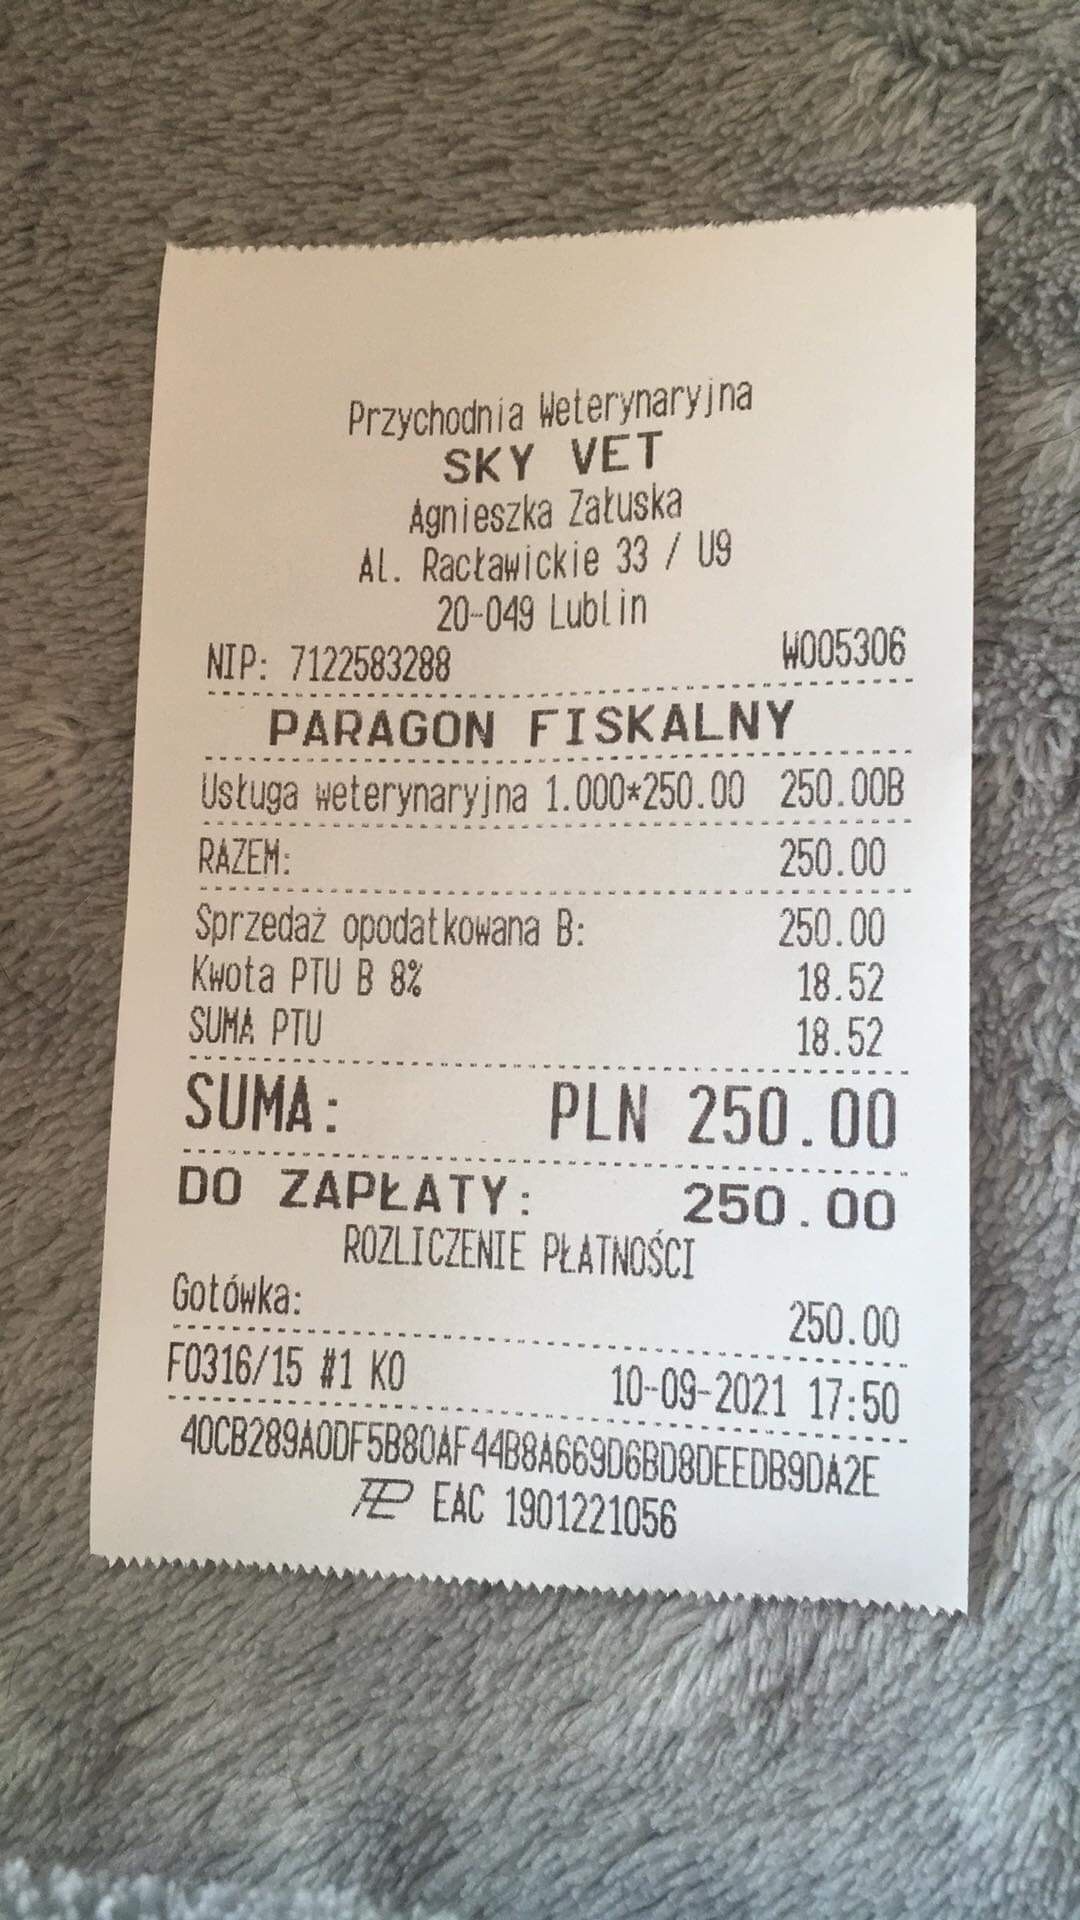 Przychodnia Weterynaryjna
SKY VET
Agnieszka Załuska
Al. Racławickie 33 / U9
20-049 Lublin
NIP: 7122583288 W005306
PARAGON FISKALNY
Usługa weterynaryjna 1.000*250.00 250.00B
RAZEM: 250.00
Sprzedaż opodatkowana B: 250.00
Kwota PTU B 8% 18.52
SUMA PTU 18.52
SUMA: PLN 250.00
DO ZAPŁATY: 250.00
ROZLICZENIE PŁATNOŚCI
Gotówka: 250.00
F0316/15 #1 KO 10-09-2021 17:50
40CB289A0DF5B80AF44B8A669D6BD8DEEDB9DA2E
EAC 1901221056